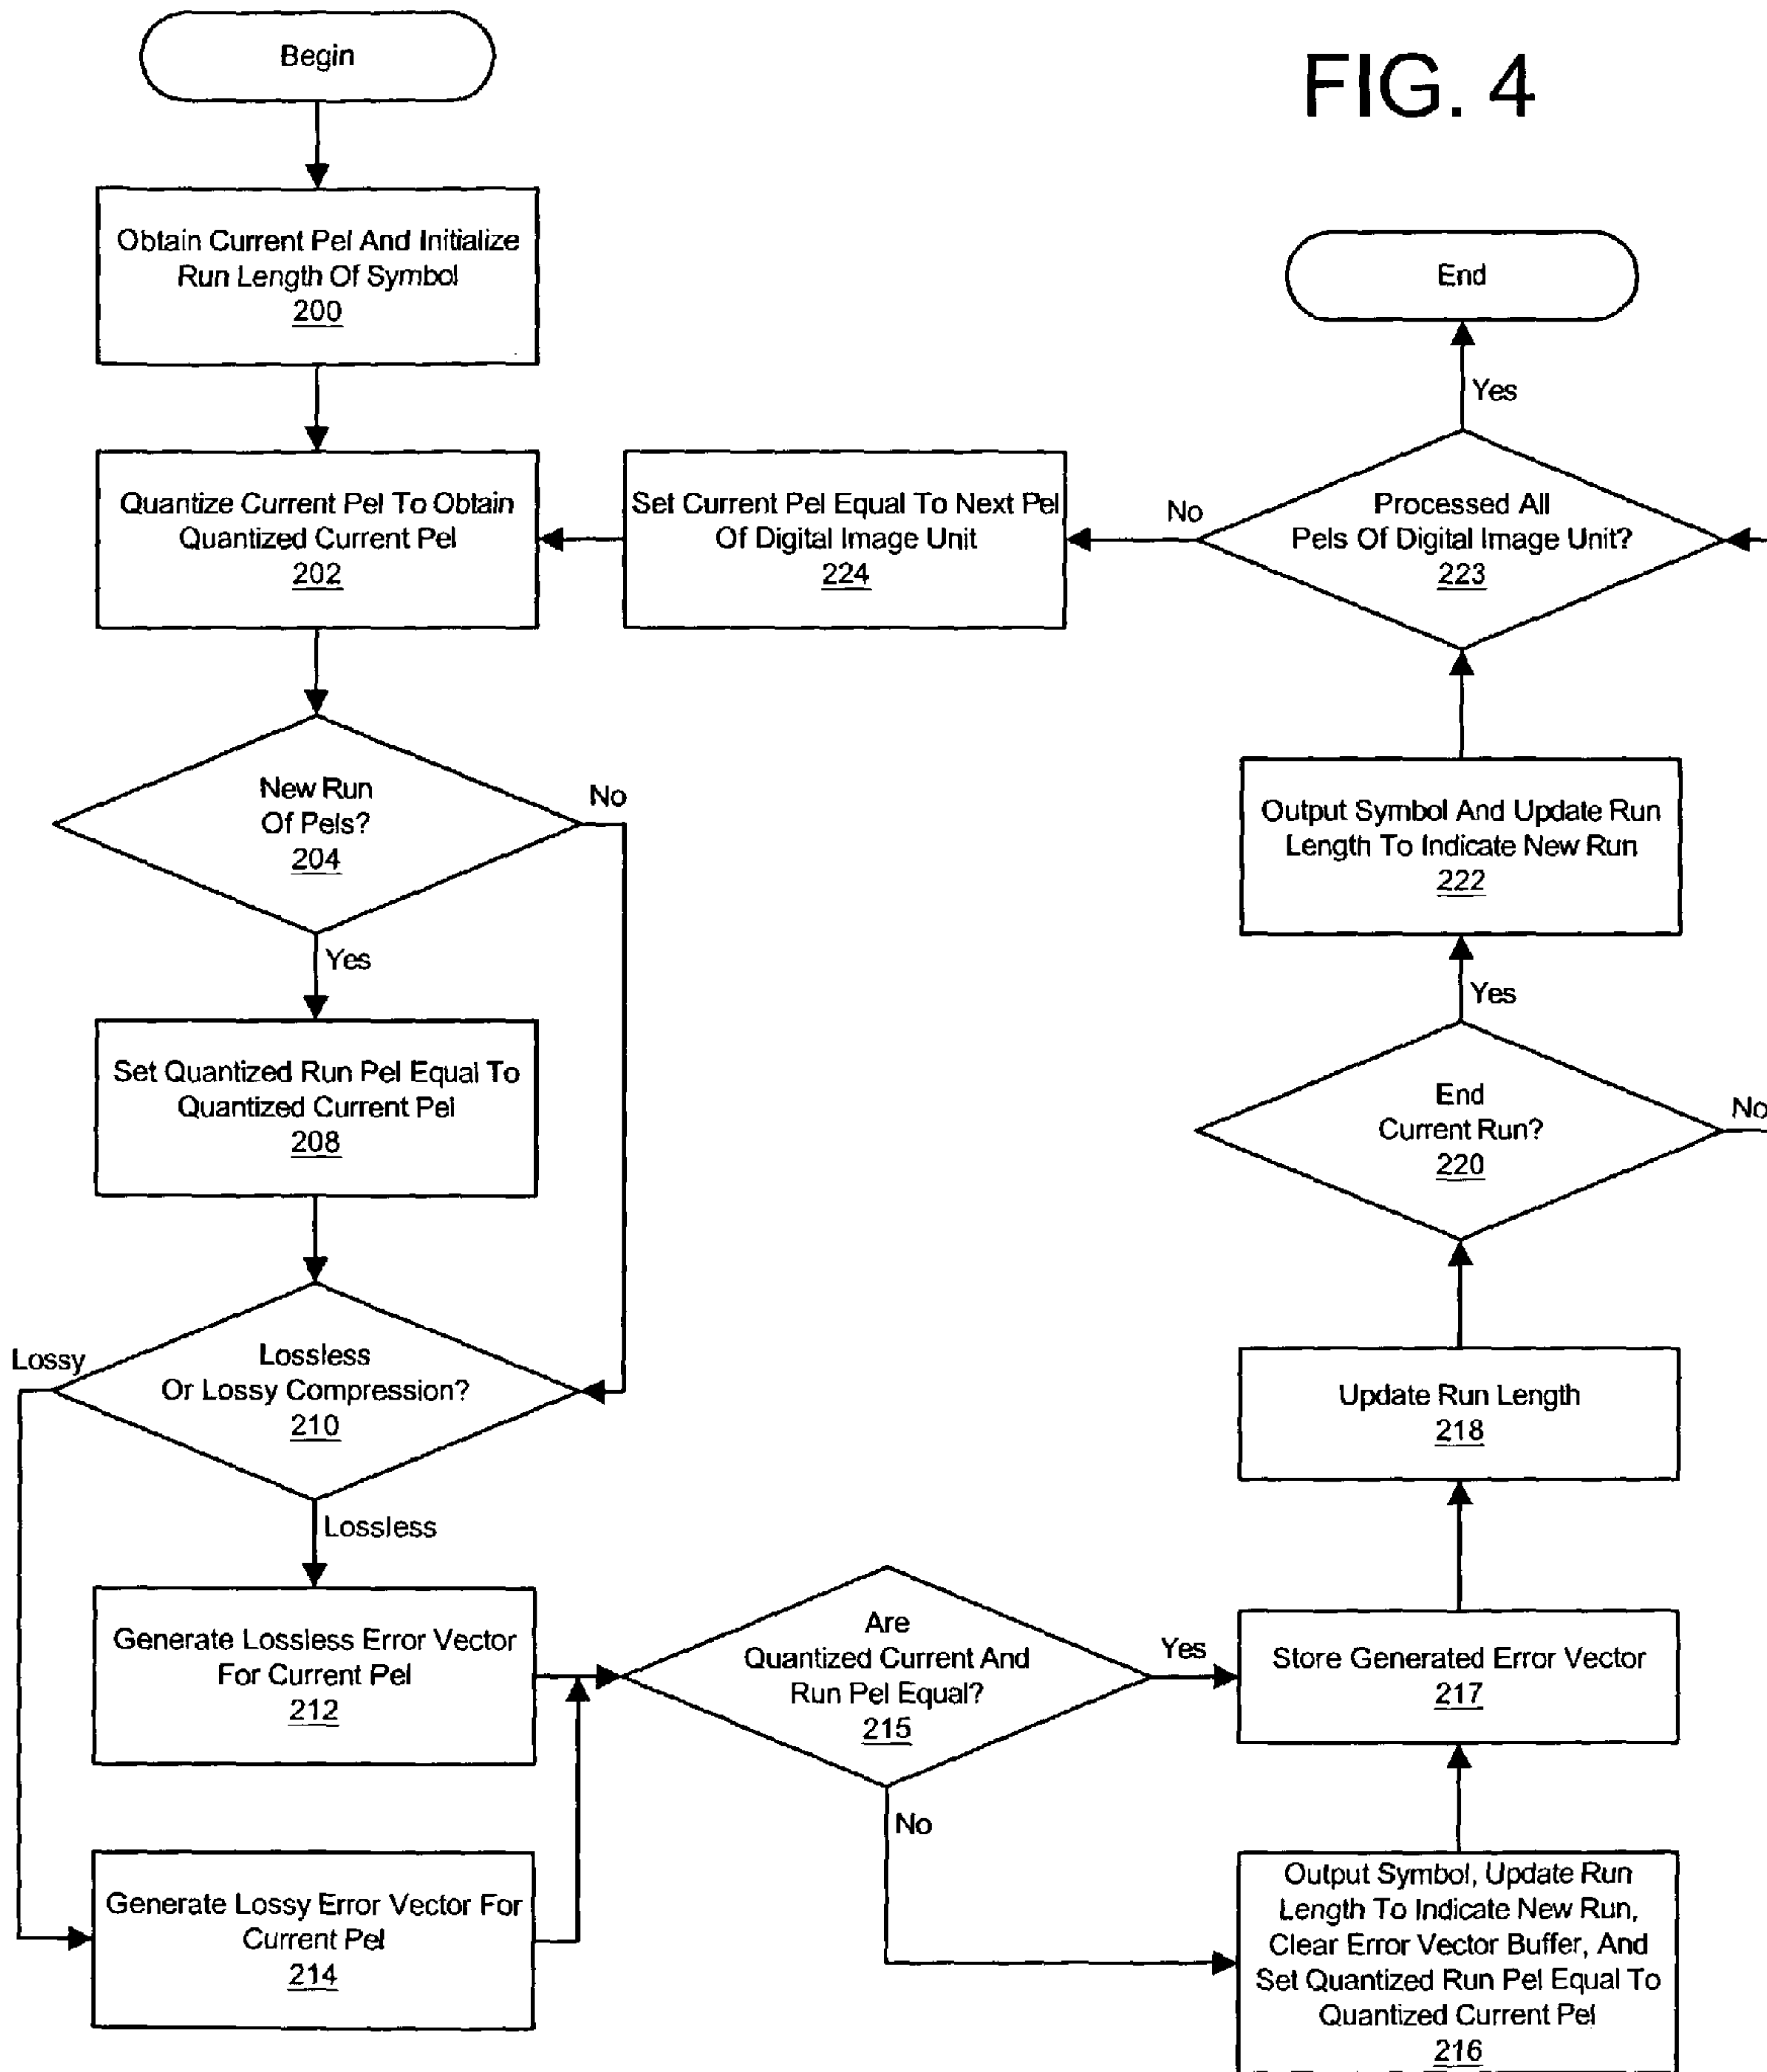 FIG. 4
Begin
Obtain Current Pel And Initialize
Run Length Of Symbol
200
Quantize Current Pel To Obtain
Quantized Current Pel
202
New Run
Of Pels?
204
No
Yes
Set Quantized Run Pel Equal To
Quantized Current Pel
208
Lossless
Or Lossy Compression?
210
Lossy
Lossless
Generate Lossless Error Vector
For Current Pel
212
Generate Lossy Error Vector For
Current Pel
214
Are
Quantized Current And
Run Pel Equal?
215
Yes
No
Output Symbol, Update Run
Length To Indicate New Run,
Clear Error Vector Buffer, And
Set Quantized Run Pel Equal To
Quantized Current Pel
216
Store Generated Error Vector
217
Update Run Length
218
End
Current Run?
220
No
Yes
Output Symbol And Update Run
Length To Indicate New Run
222
Processed All
Pels Of Digital Image Unit?
223
No
Yes
Set Current Pel Equal To Next Pel
Of Digital Image Unit
224
End